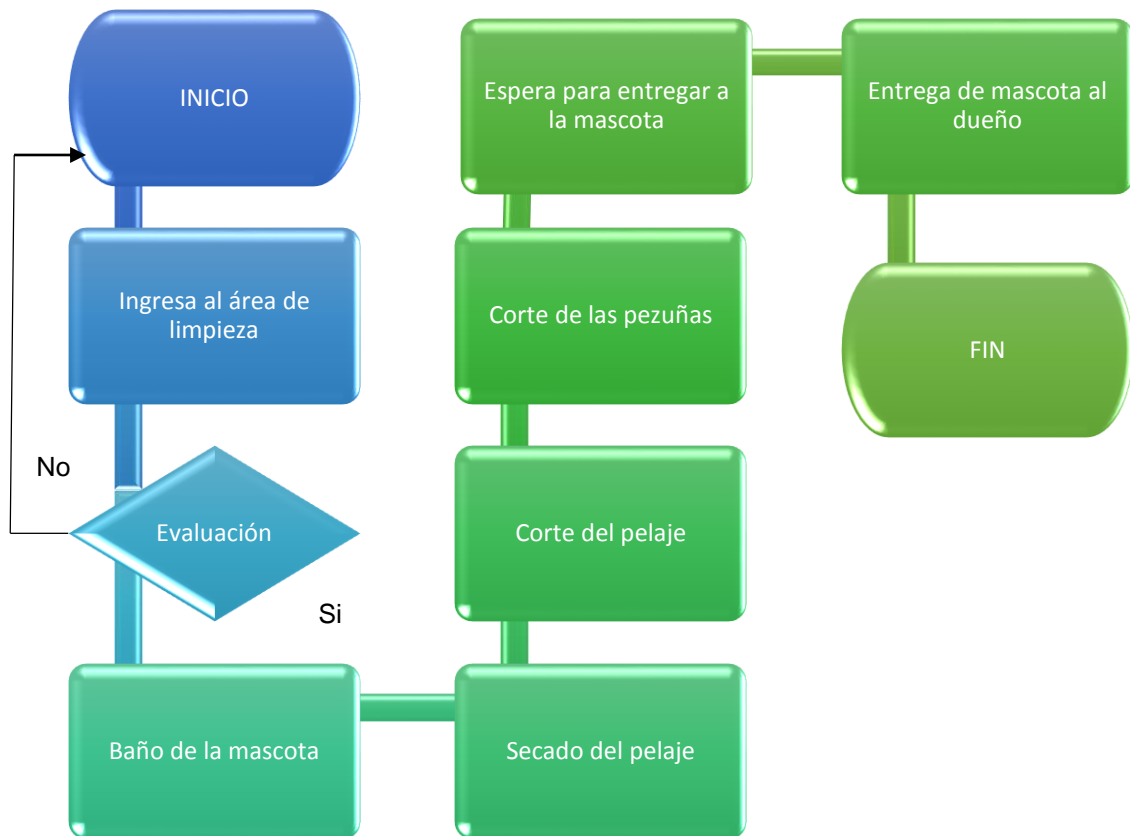 INICIO
Ingresa al área de
limpieza
No
Evaluación
Si
Baño de la mascota
Secado del pelaje
Corte del pelaje
Corte de las pezuñas
Espera para entregar a
la mascota
Entrega de mascota al
dueño
FIN